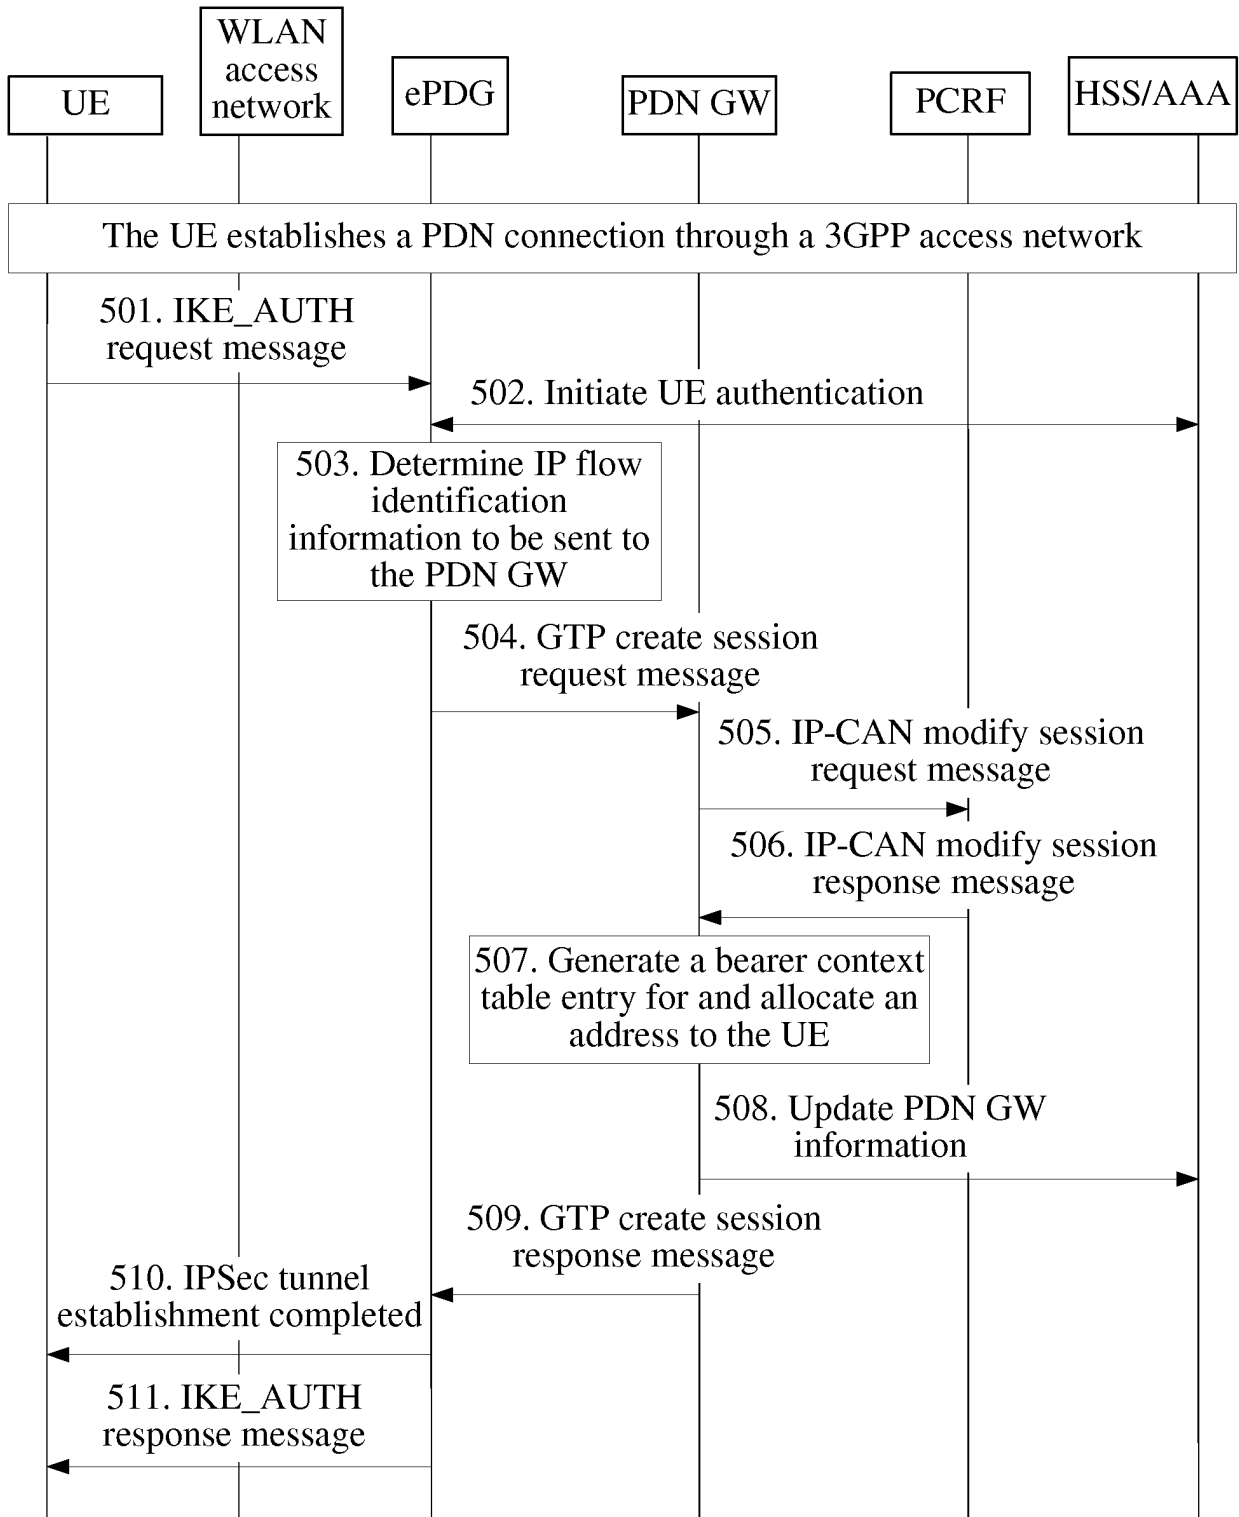 WLAN
access
network
UE
ePDG
PDN GW
PCRF
HSS/AAA
The UE establishes a PDN connection through a 3GPP access network
501. IKE_AUTH
request message
502. Initiate UE authentication
503. Determine IP flow
identification
information to be sent to
the PDN GW
504. GTP create session
request message
505. IP-CAN modify session
request message
506. IP-CAN modify session
response message
507. Generate a bearer context
table entry for and allocate an
address to the UE
508. Update PDN GW
information
509. GTP create session
response message
510. IPSec tunnel
establishment completed
511. IKE_AUTH
response message